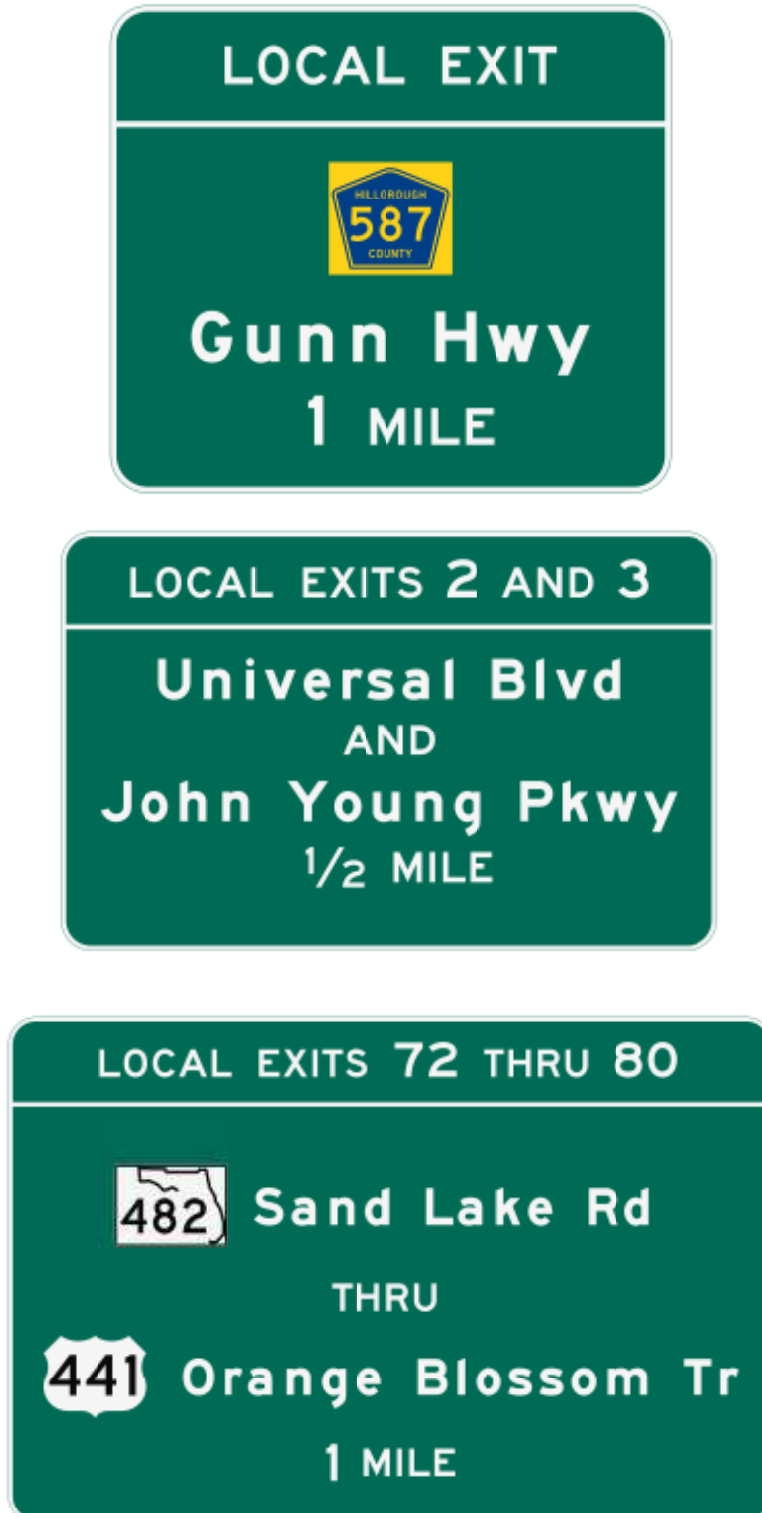 LOCAL EXIT
HILLOROUGH
587
COUNTY
Gunn Hwy
1 MILE
LOCAL EXITS 2 AND 3
Universal Blvd
AND
John Young Pkwy
1/2 MILE
LOCAL EXITS 72 THRU 80
482 Sand Lake Rd
THRU
441 Orange Blossom Tr
1 MILE